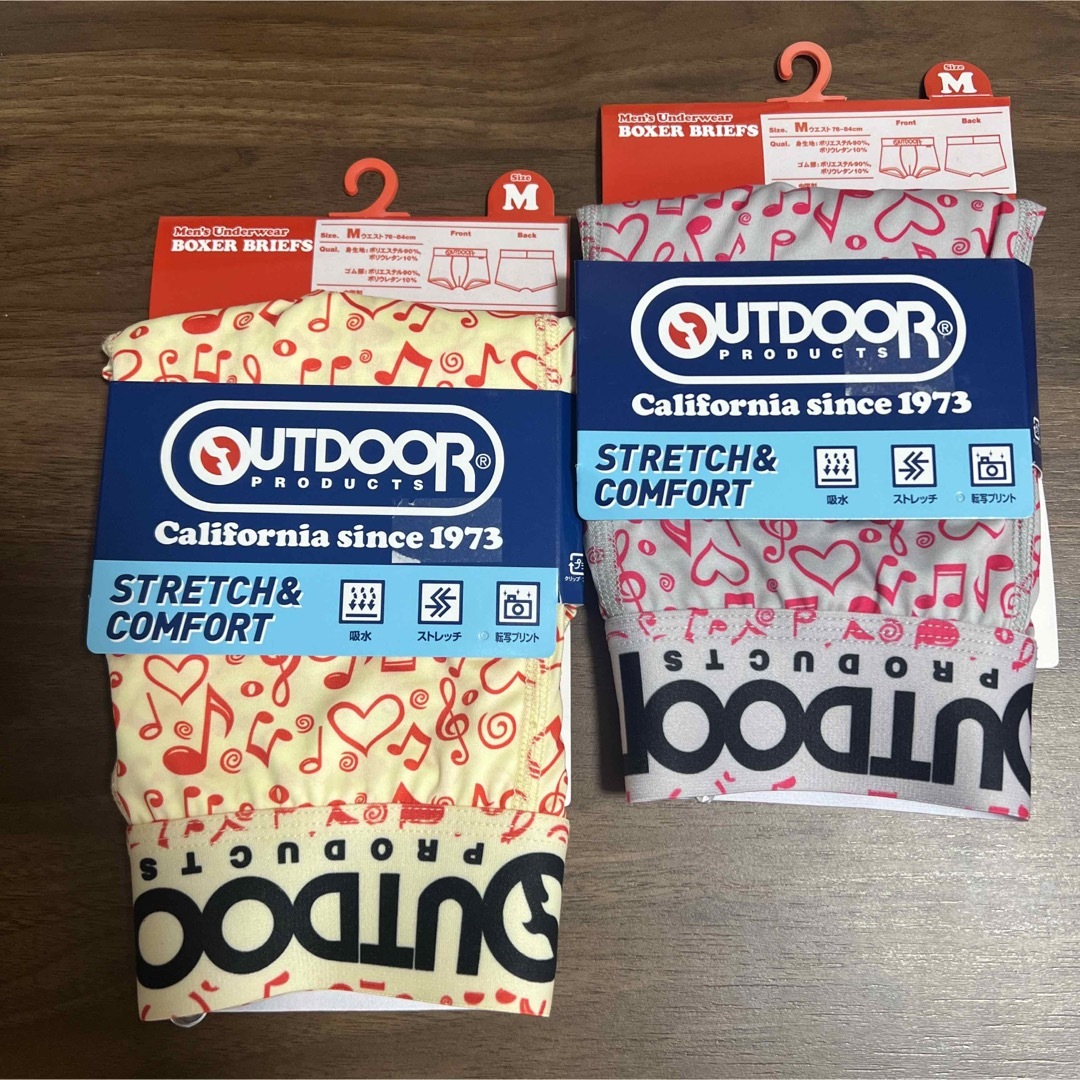 Size
M
Men's Underwear
BOXER BRIEFS
Size. Mウエスト76-84cm
Qual. 身生地:ポリエステル90%,
ポリウレタン10%
ゴム部:ポリエステル90%,
ポリウレタン10%
Front
Back
OUTDOOR
OUTDOOR®
PRODUCTS
California since 1973
STRETCH&
COMFORT
吸水
ストレッチ
転写プリント
プラ
OUTDOO
PRODUCTS
Size
M
Men's Underwear
BOXER BRIEFS
Size. Mウエスト76-84cm
Qual. 身生地:ポリエステル90%,
ポリウレタン10%
ゴム部:ポリエステル90%,
ポリウレタン10%
Front
Back
OUTDOOR
OUTDOOR®
PRODUCTS
California since 1973
STRETCH&
COMFORT
吸水
ストレッチ
転写プリント
OUTDOO
PRODUCTS